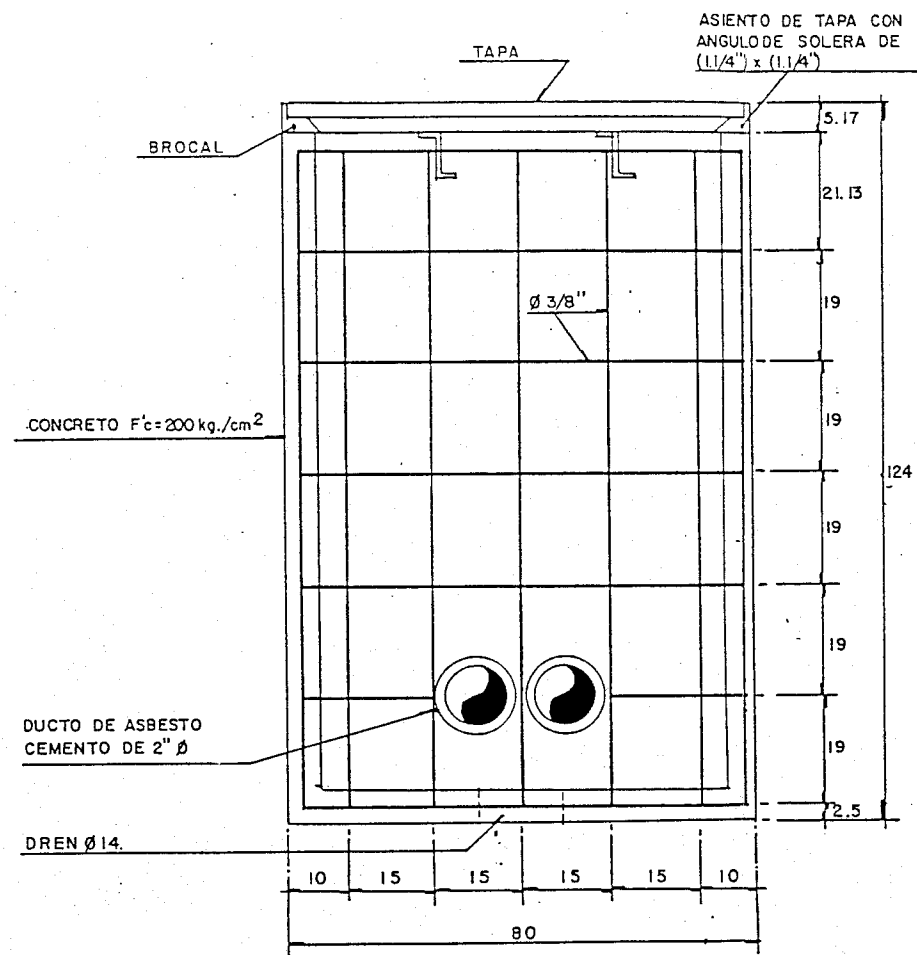 ASIENTO DE TAPA CON
ANGULO DE SOLERA DE
(1.1/4") x (1.1/4")
TAPA
5.17
BROCAL
21.13
Ø 3/8"
19
19
CONCRETO F'c=200 kg./cm²
124
19
19
DUCTO DE ASBESTO
CEMENTO DE 2" Ø
19
2.5
DREN Ø 14.
10 15 15 15 15 10
80